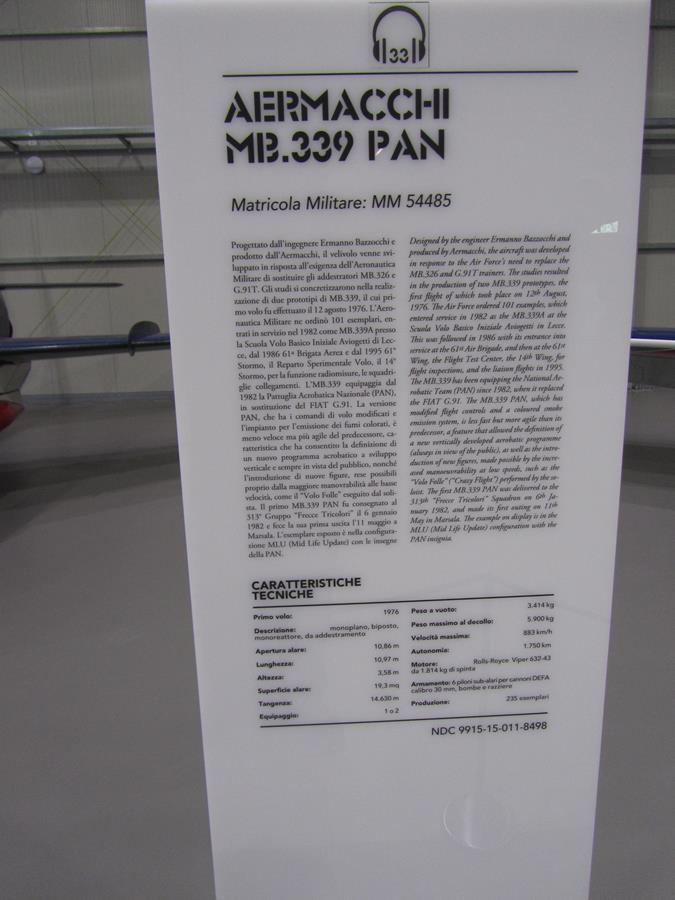 33
AERMACCHI
MB.339 PAN
Matricola Militare: MM 54485
Progettato dall'ingegnere Ermanno Bazzocchi e
prodotto dall'Aermacchi, il velivolo venne svi-
luppato in risposta all'esigenza dell'Aeronautica
Militare di sostituire gli addestratori MB.326 e
G.91T. Gli studi si concretizzarono nella realiz-
zazione di due prototipi di MB.339, il cui pri-
mo volo fu effettuato il 12 agosto 1976. L'Aero-
nautica Militare ne ordinò 101 esemplari, en-
trati in servizio nel 1982 come MB.339A presso
la Scuola Volo Basico Iniziale Aviogetti di Lec-
ce, dal 1986 61ª Brigata Aerea e dal 1995 61°
Stormo, il Reparto Sperimentale Volo, il 14°
Stormo, per la funzione radiomisure, le squadri-
glie collegamenti. L'MB.339 equipaggia dal
1982 la Pattuglia Acrobatica Nazionale (PAN),
in sostituzione del FIAT G.91. La versione
PAN, che ha i comandi di volo modificati e
l'impianto per l'emissione dei fumi colorati, è
meno veloce ma più agile del predecessore, ca-
ratteristica che ha consentito la definizione di
un nuovo programma acrobatico a sviluppo
verticale e sempre in vista del pubblico, nonché
l'introduzione di nuove figure, rese possibili
proprio dalla maggiore manovrabilità alle basse
velocità, come il "Volo Folle" eseguito dal soli-
sta. Il primo MB.339 PAN fu consegnato al
313° Gruppo "Frecce Tricolori" il 6 gennaio
1982 e fece la sua prima uscita l'11 maggio a
Marsala. L'esemplare esposto è nella configura-
zione MLU (Mid Life Update) con le insegne
della PAN.
Designed by the engineer Ermanno Bazzocchi and
produced by Aermacchi, the aircraft was developed
in response to the Air Force's need to replace the
MB.326 and G.91T trainers. The studies resulted
in the production of two MB.339 prototypes, the
first flight of which took place on 12th August,
1976. The Air Force ordered 101 examples, which
entered service in 1982 as the MB.339A at the
Scuola Volo Basico Iniziale Aviogetti in Lecce.
This was followed in 1986 with its entrance into
service at the 61st Air Brigade, and then at the 61st
Wing, the Flight Test Center, the 14th Wing, for
flight inspections, and the liaison flights in 1995.
The MB.339 has been equipping the National Ae-
robatic Team (PAN) since 1982, when it replaced
the FIAT G.91. The MB.339 PAN, which has
modified flight controls and a coloured smoke
emission system, is less fast but more agile than its
predecessor, a feature that allowed the definition of
a new vertically developed acrobatic programme
(always in view of the public), as well as the intro-
duction of new figures, made possible by the incre-
ased manoeuvrability at low speeds, such as the
"Volo Folle" ("Crazy Flight") performed by the so-
loist. The first MB.339 PAN was delivered to the
313th "Frecce Tricolori" Squadron on 6th Ja-
nuary 1982, and made its first outing on 11th
May in Marsala. The example on display is in the
MLU (Mid Life Update) configuration with the
PAN insignia.
CARATTERISTICHE
TECNICHE
Primo volo: 1976
Descrizione: monoplano, biposto,
monoreattore, da addestramento
Apertura alare: 10,86 m
Lunghezza: 10,97 m
Altezza: 3,58 m
Superficie alare: 19,3 mq
Tangenza: 14.630 m
Equipaggio: 1 o 2
Peso a vuoto: 3.414 kg
Peso massimo al decollo: 5.900 kg
Velocità massima: 883 km/h
Autonomia: 1.750 km
Motore: Rolls-Royce Viper 632-43
da 1.814 kg di spinta
Armamento: 6 piloni sub-alari per cannoni DEFA
calibro 30 mm, bombe e razziere
Produzione: 235 esemplari
NDC 9915-15-011-8498